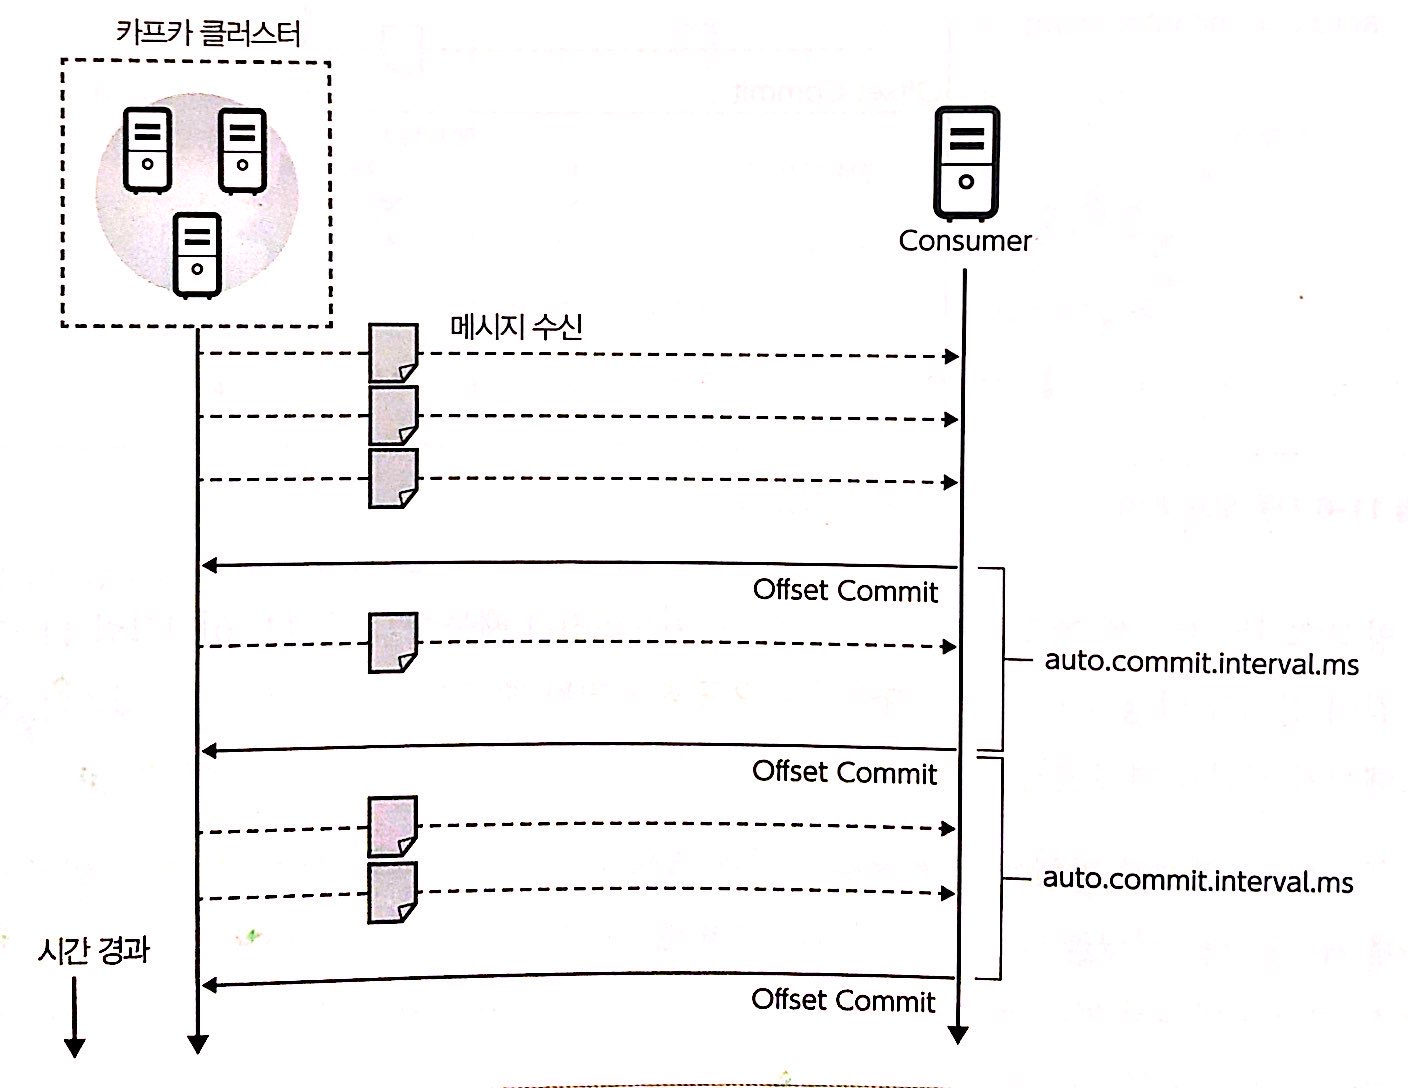 카프카 클러스터
Consumer
메시지 수신
Offset Commit
auto.commit.interval.ms
Offset Commit
auto.commit.interval.ms
시간 경과
Offset Commit